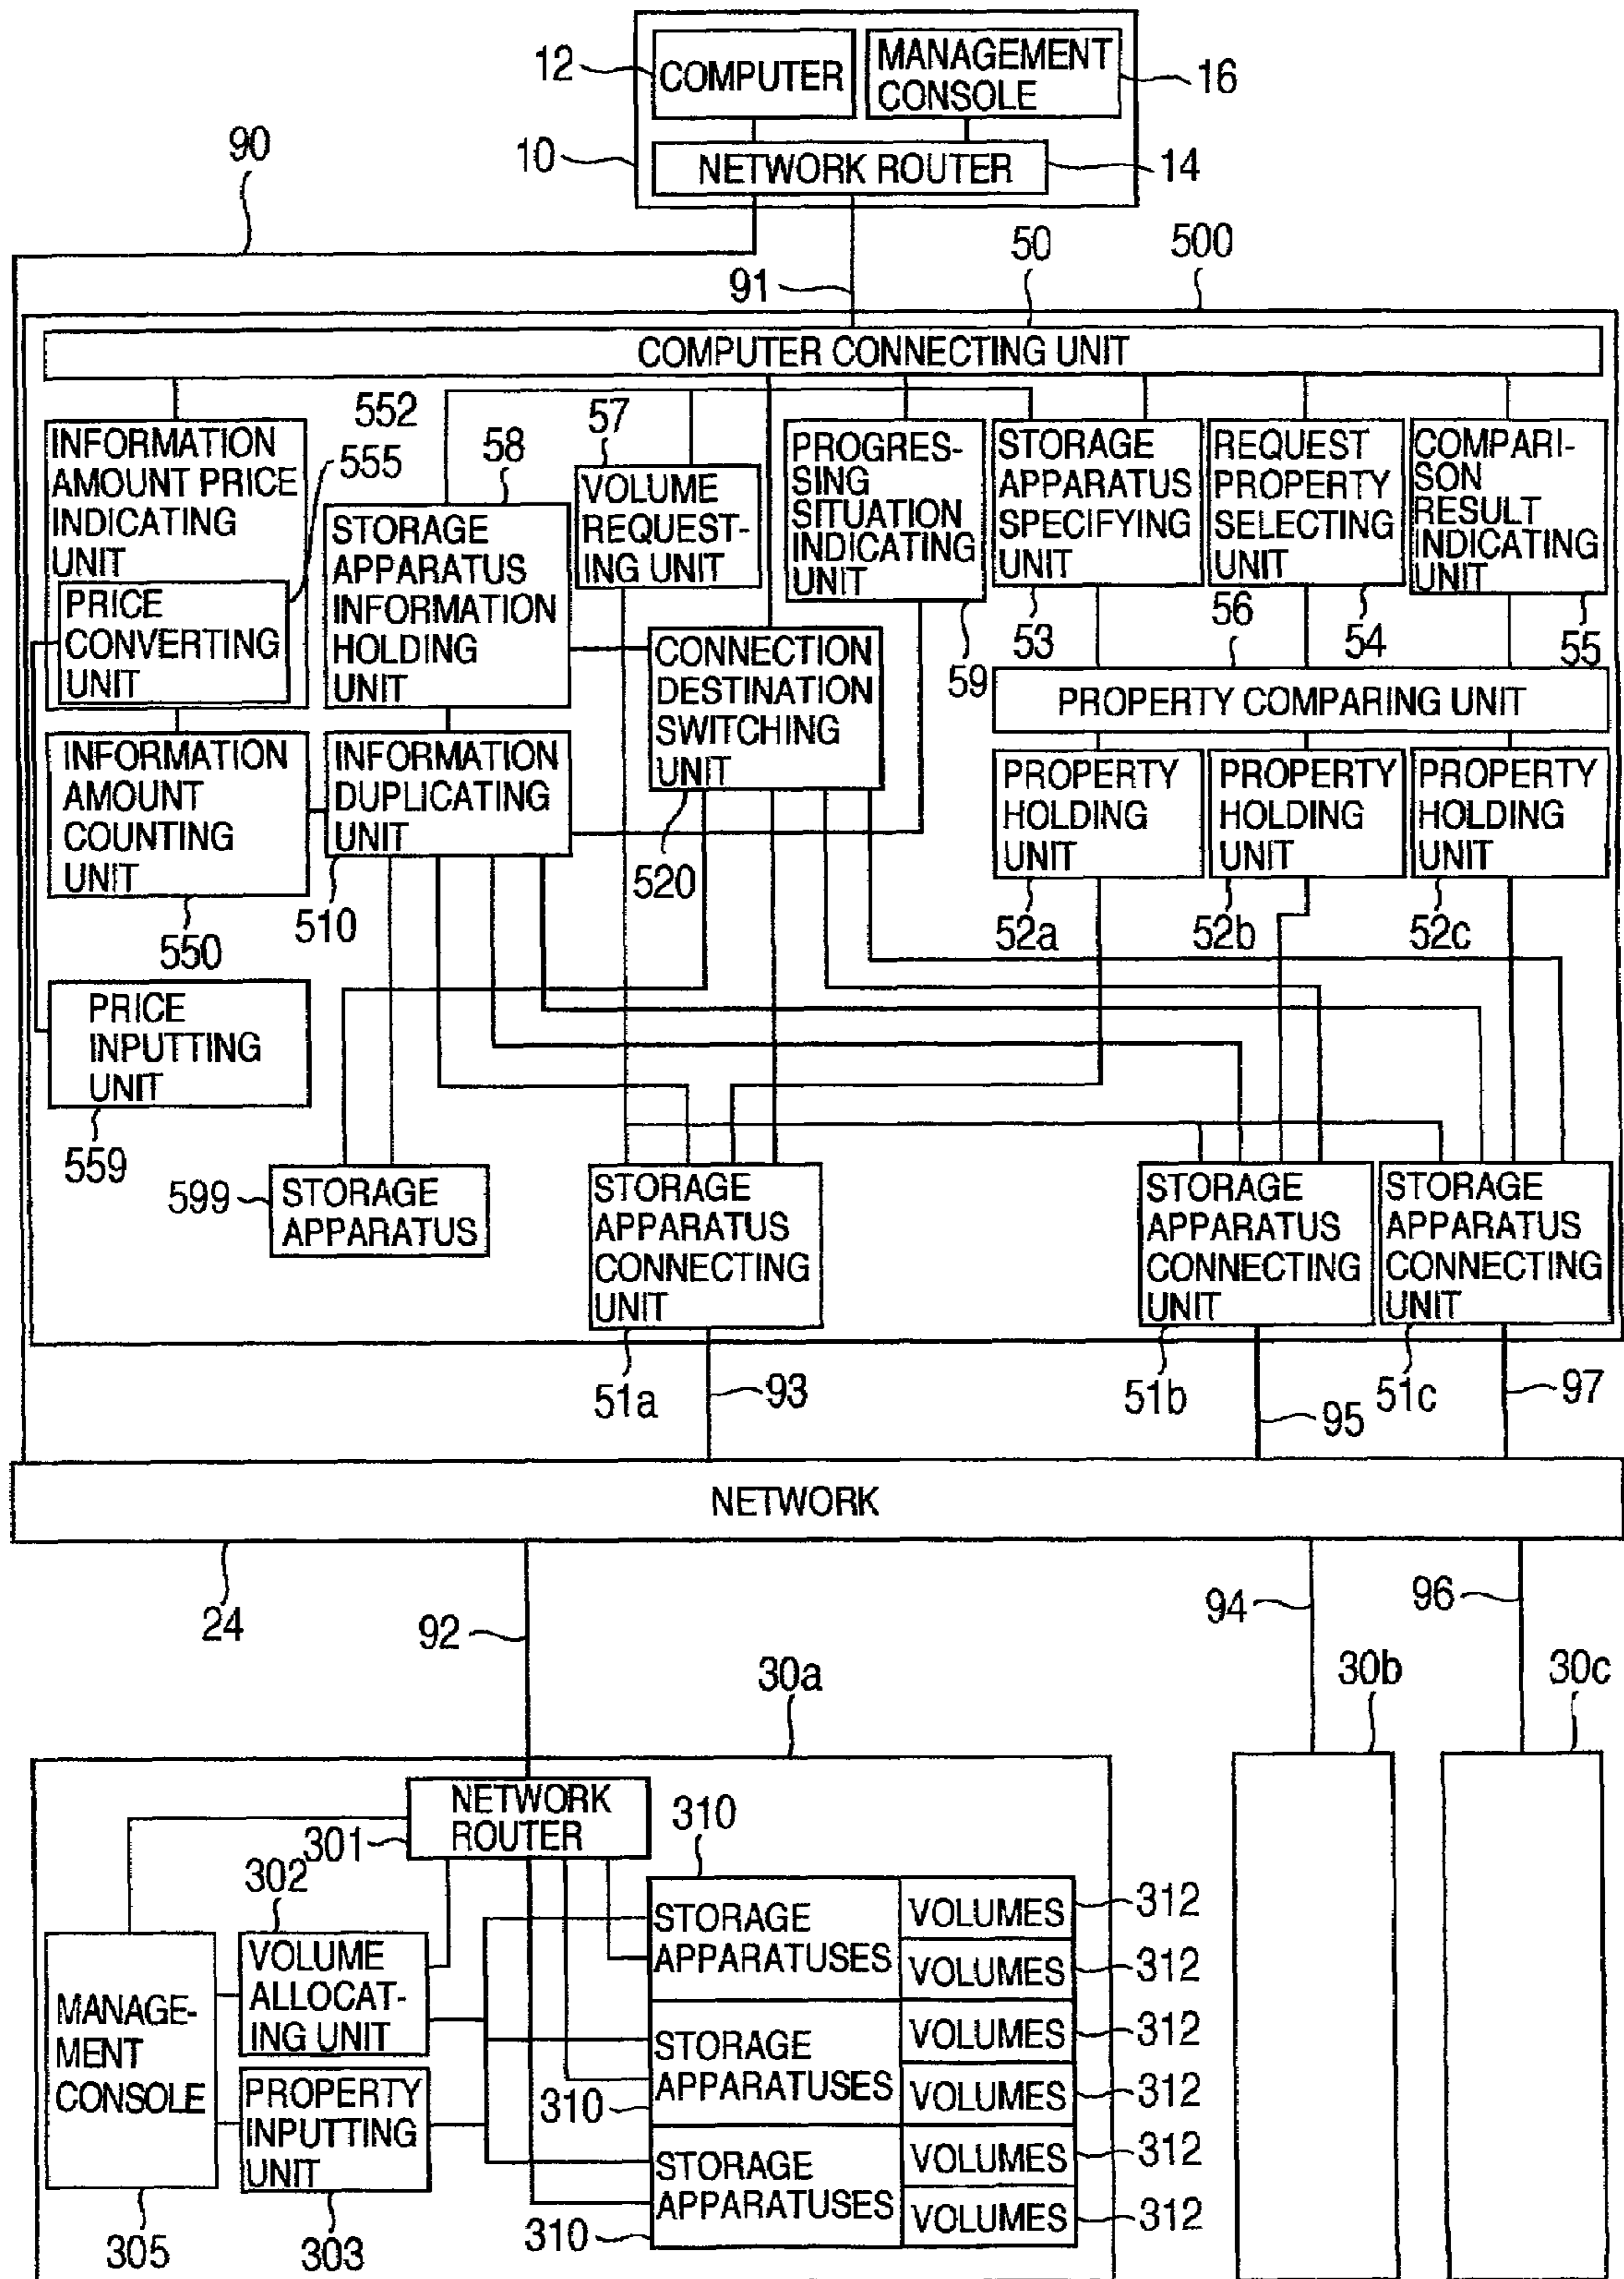 12
COMPUTER
MANAGEMENT
CONSOLE
16
10
NETWORK ROUTER
14
90
91
50
500
COMPUTER CONNECTING UNIT
552
INFORMATION
AMOUNT PRICE
INDICATING
UNIT
555
PRICE
CONVERTING
UNIT
58
STORAGE
APPARATUS
INFORMATION
HOLDING
UNIT
57
VOLUME
REQUEST-
ING UNIT
PROGRES-
SING
SITUATION
INDICATING
UNIT
59
STORAGE
APPARATUS
SPECIFYING
UNIT
53
REQUEST
PROPERTY
SELECTING
UNIT
54
COMPARI-
SON
RESULT
INDICATING
UNIT
55
56
PROPERTY COMPARING UNIT
CONNECTION
DESTINATION
SWITCHING
UNIT
520
INFORMATION
AMOUNT
COUNTING
UNIT
550
INFORMATION
DUPLICATING
UNIT
510
PROPERTY
HOLDING
UNIT
52a
PROPERTY
HOLDING
UNIT
52b
PROPERTY
HOLDING
UNIT
52c
PRICE
INPUTTING
UNIT
559
599
STORAGE
APPARATUS
STORAGE
APPARATUS
CONNECTING
UNIT
51a
STORAGE
APPARATUS
CONNECTING
UNIT
51b
STORAGE
APPARATUS
CONNECTING
UNIT
51c
93
95
97
NETWORK
24
92
94
96
30a
30b
30c
NETWORK
ROUTER
301
302
VOLUME
ALLOCAT-
ING UNIT
MANAGE-
MENT
CONSOLE
305
PROPERTY
INPUTTING
UNIT
303
310
STORAGE
APPARATUSES
VOLUMES
312
VOLUMES
312
STORAGE
APPARATUSES
310
VOLUMES
312
VOLUMES
312
STORAGE
APPARATUSES
310
VOLUMES
312
VOLUMES
312